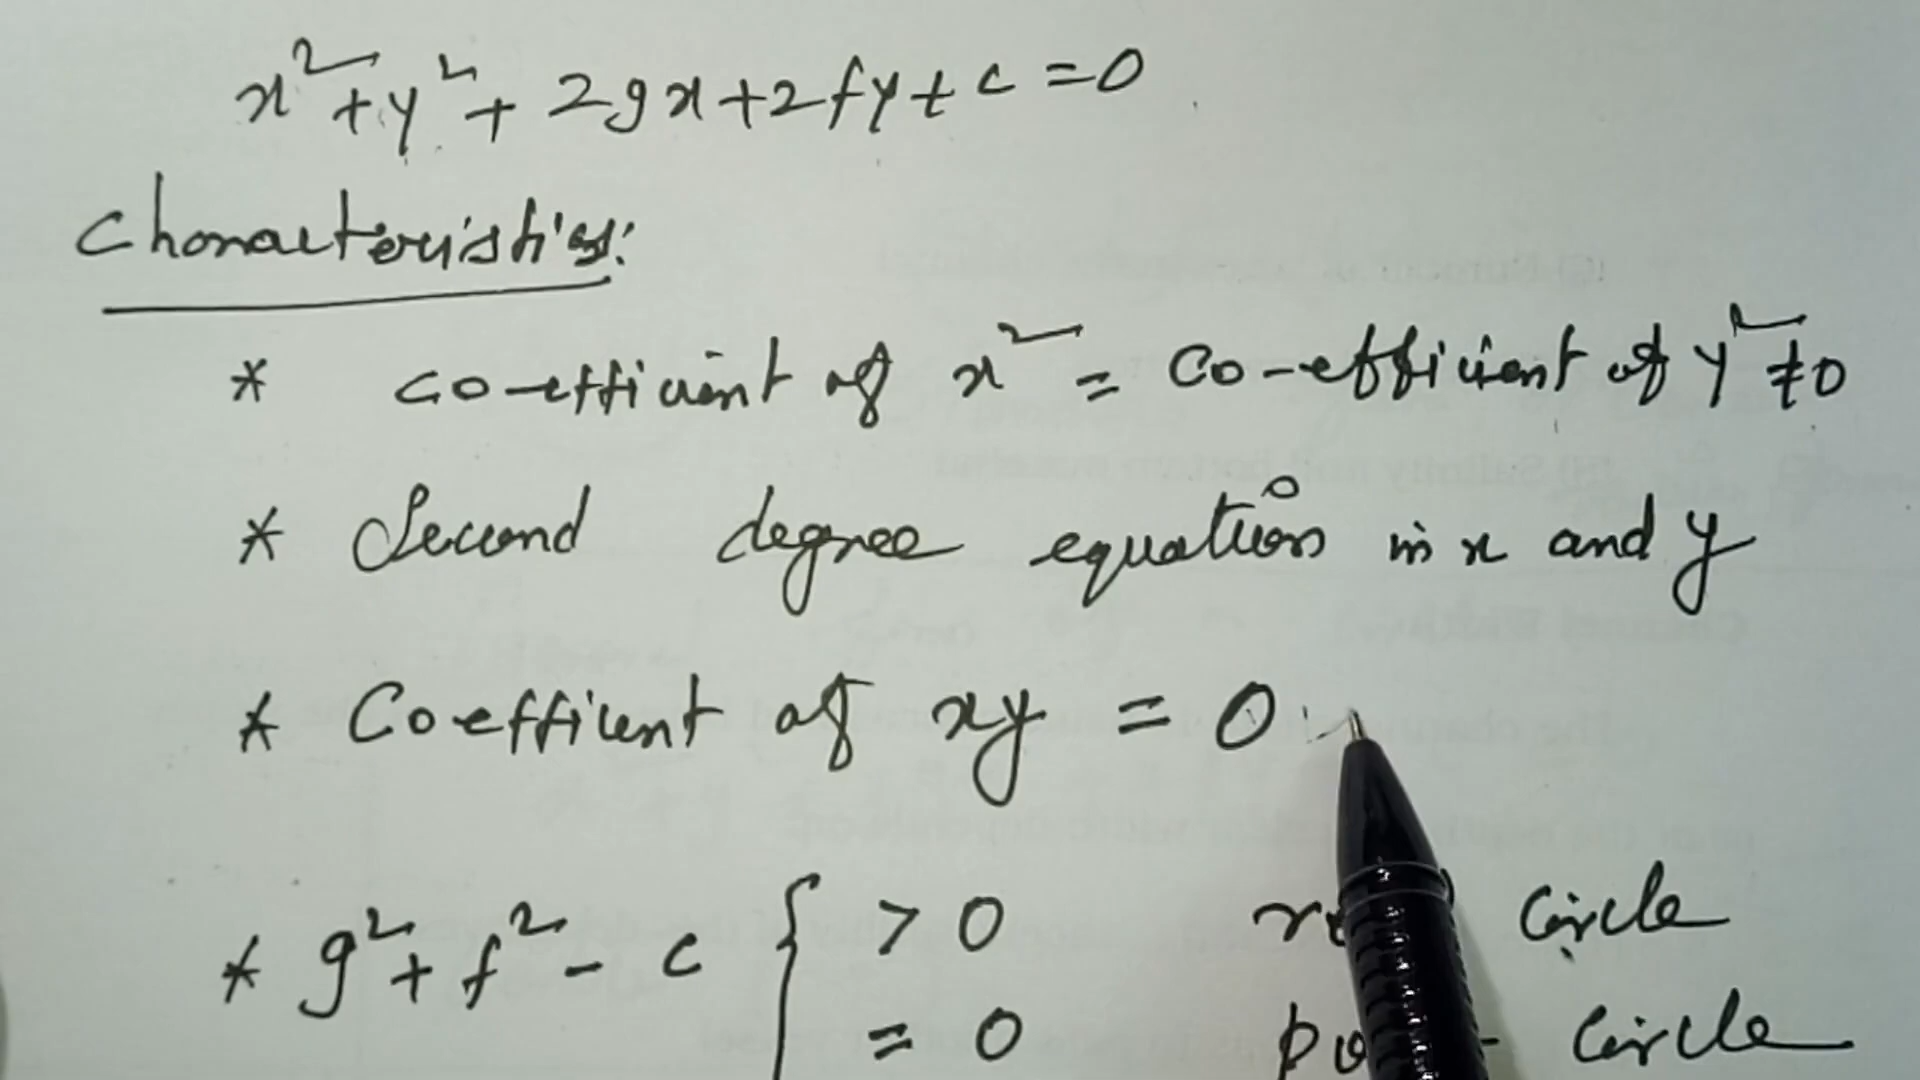 x²+y²+2gx+2fy+c=0
Characteristics:
* co-efficient of x² = co-efficient of y² ≠0
* Second degree equation in x and y
* Coefficient of xy = 0
* g²+f²-c { > 0 circle
= 0 circle